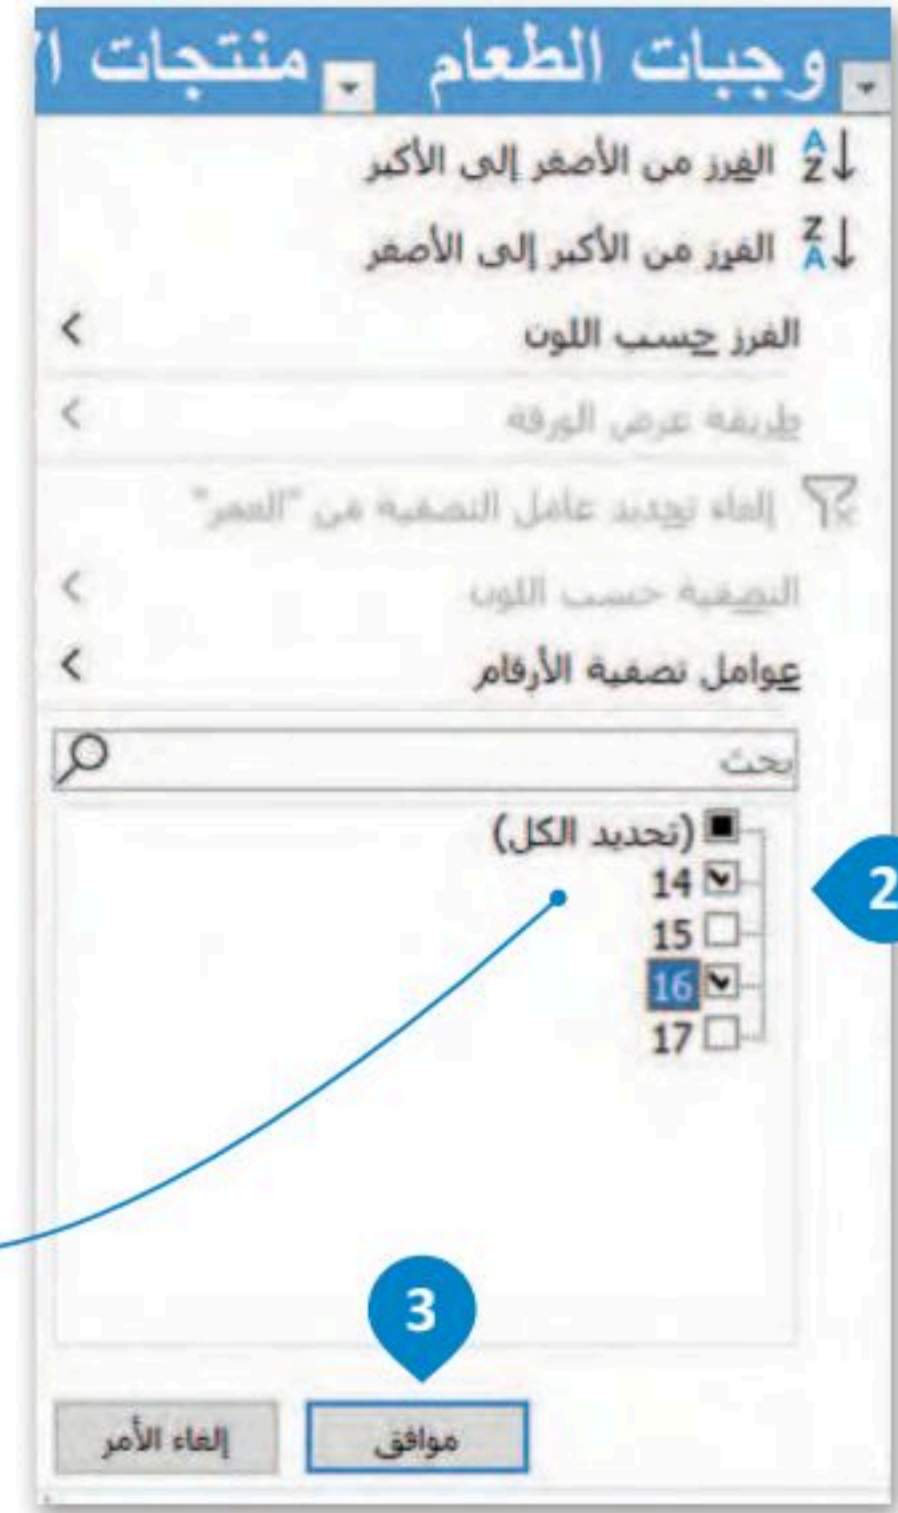 وجبات الطعام منتجات ا
الفرز من الأصغر إلى الأكبر
الفرز من الأكبر إلى الأصغر
الفرز حسب اللون
طريقة عرض الورقة
إلغاء تحديد عامل التصفية من "العمر"
التصفية حسب اللون
عوامل تصفية الأرقام
بحث
(تحديد الكل)
14
15
16
17
2
3
موافق
إلغاء الأمر